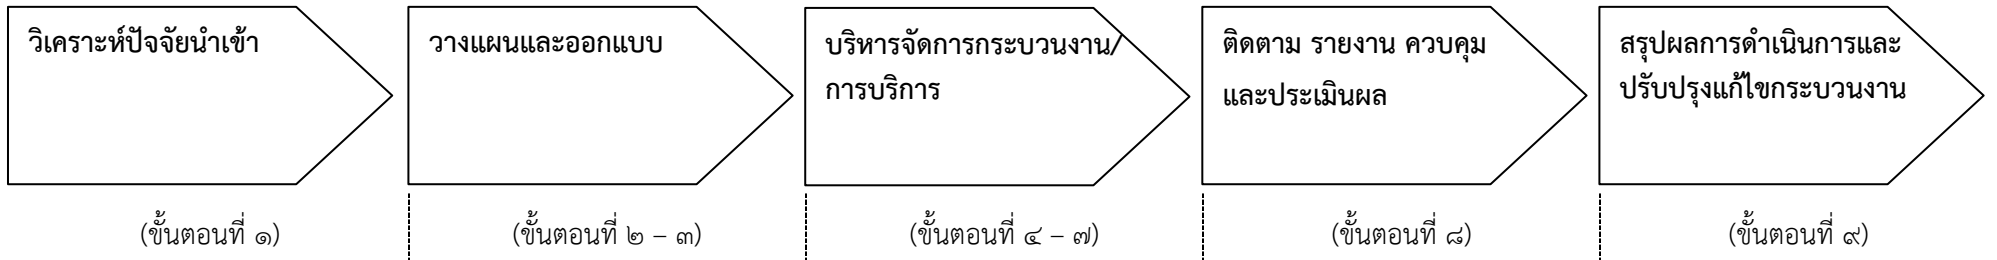 วิเคราะห์ปัจจัยนำเข้า
วางแผนและออกแบบ
บริหารจัดการกระบวนงาน/
การบริการ
ติดตาม รายงาน ควบคุม
และประเมินผล
สรุปผลการดำเนินการและ
ปรับปรุงแก้ไขกระบวนงาน
(ขั้นตอนที่ ๑)
(ขั้นตอนที่ ๒ – ๓)
(ขั้นตอนที่ ๔ – ๗)
(ขั้นตอนที่ ๘)
(ขั้นตอนที่ ๙)